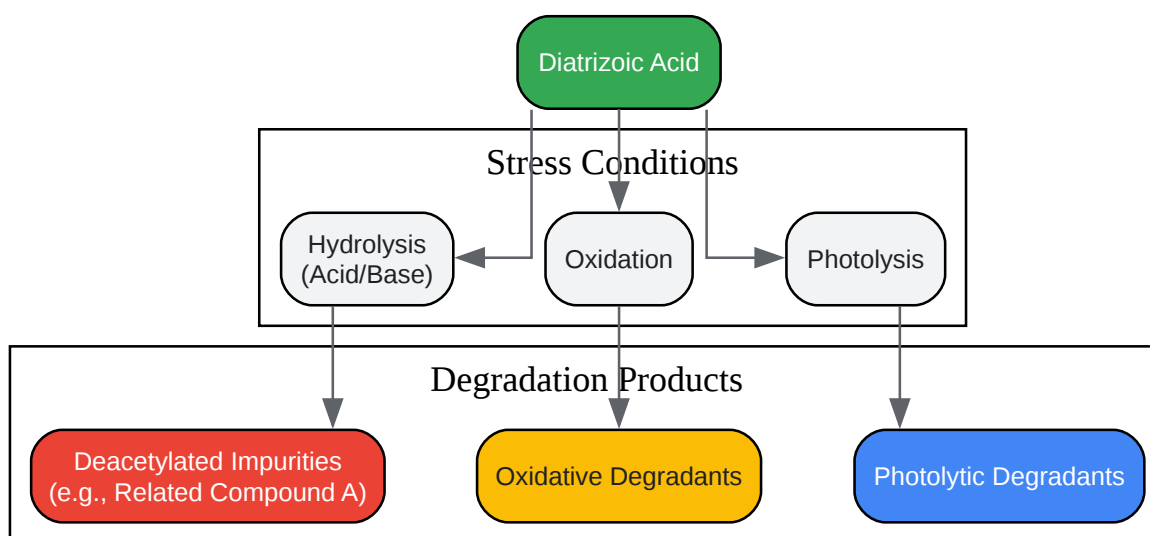 Diatrizoic Acid
Stress Conditions
Hydrolysis
(Acid/Base)
Oxidation
Photolysis
Degradation Products
Deacetylated Impurities
(e.g., Related Compound A)
Oxidative Degradants
Photolytic Degradants